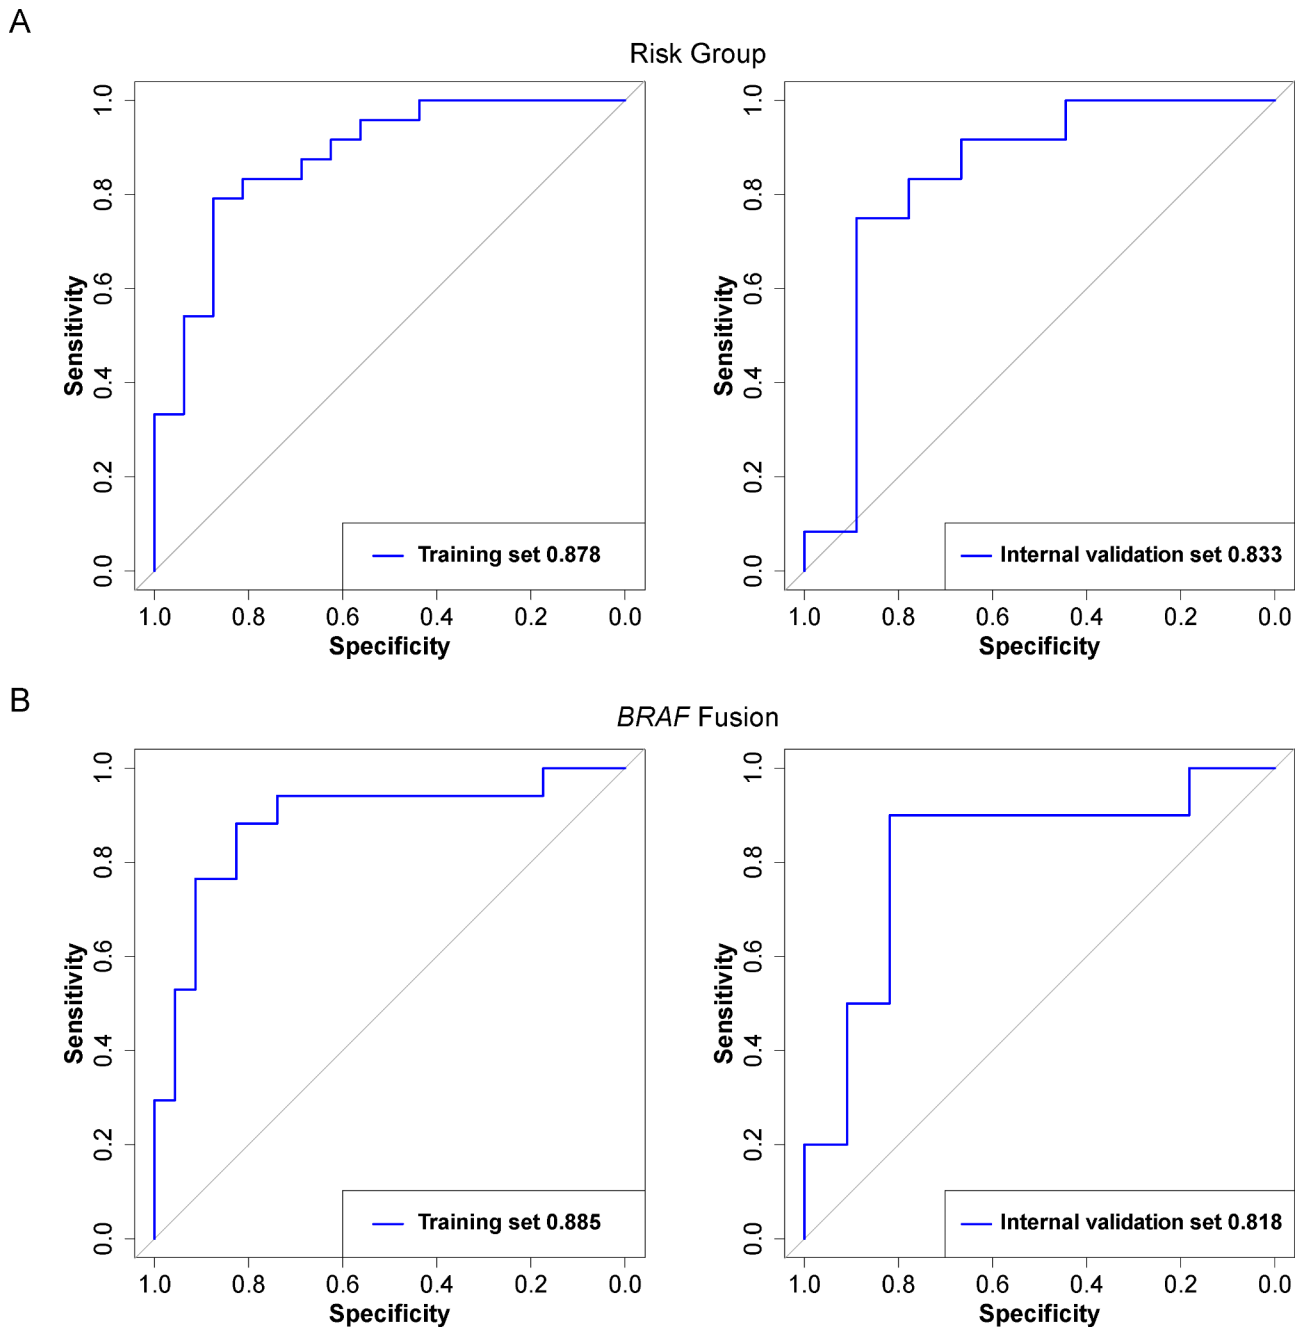 A
Risk Group
1.0
0.8
0.6
0.4
0.2
0.0
Sensitivity
Training set 0.878
1.0 0.8 0.6 0.4 0.2 0.0
Specificity
1.0
0.8
0.6
0.4
0.2
0.0
Sensitivity
Internal validation set 0.833
1.0 0.8 0.6 0.4 0.2 0.0
Specificity
B
BRAF Fusion
1.0
0.8
0.6
0.4
0.2
0.0
Sensitivity
Training set 0.885
1.0 0.8 0.6 0.4 0.2 0.0
Specificity
1.0
0.8
0.6
0.4
0.2
0.0
Sensitivity
Internal validation set 0.818
1.0 0.8 0.6 0.4 0.2 0.0
Specificity